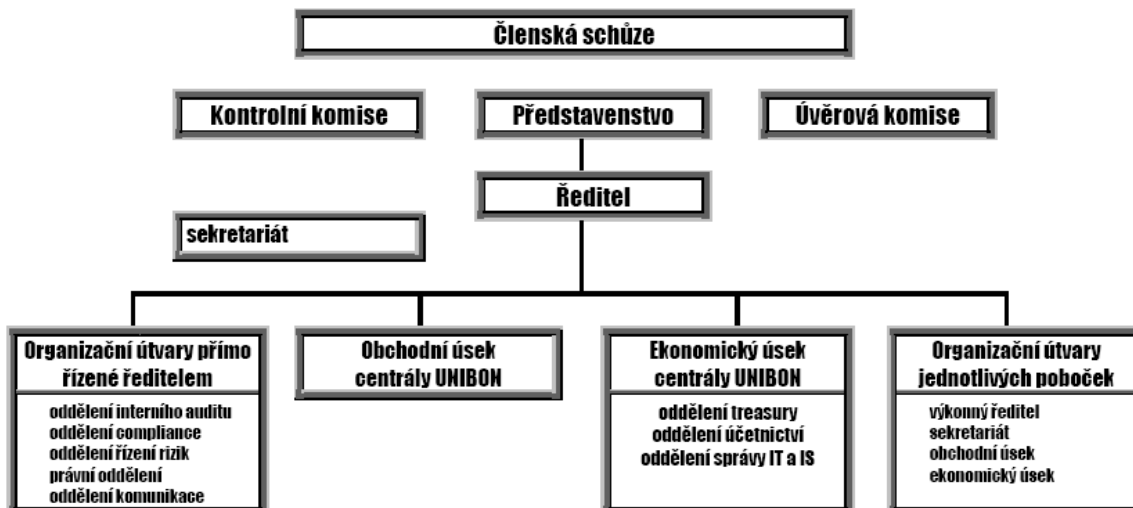 Členská schůze
Kontrolní komise
Představenstvo
Úvěrová komise
Ředitel
sekretariát
Organizační útvary přímo
řízené ředitelem
oddělení interního auditu
oddělení compliance
oddělení řízení rizik
právní oddělení
oddělení komunikace
Obchodní úsek
centrály UNIBON
Ekonomický úsek
centrály UNIBON
oddělení treasury
oddělení účetnictví
oddělení správy IT a IS
Organizační útvary
jednotlivých poboček
výkonný ředitel
sekretariát
obchodní úsek
ekonomický úsek